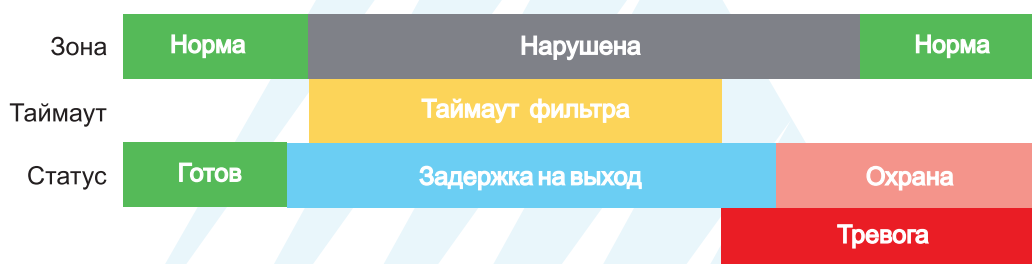 Зона Норма Нарушена Норма
Таймаут Таймаут фильтра
Статус Готов Задержка на выход Охрана
Тревога